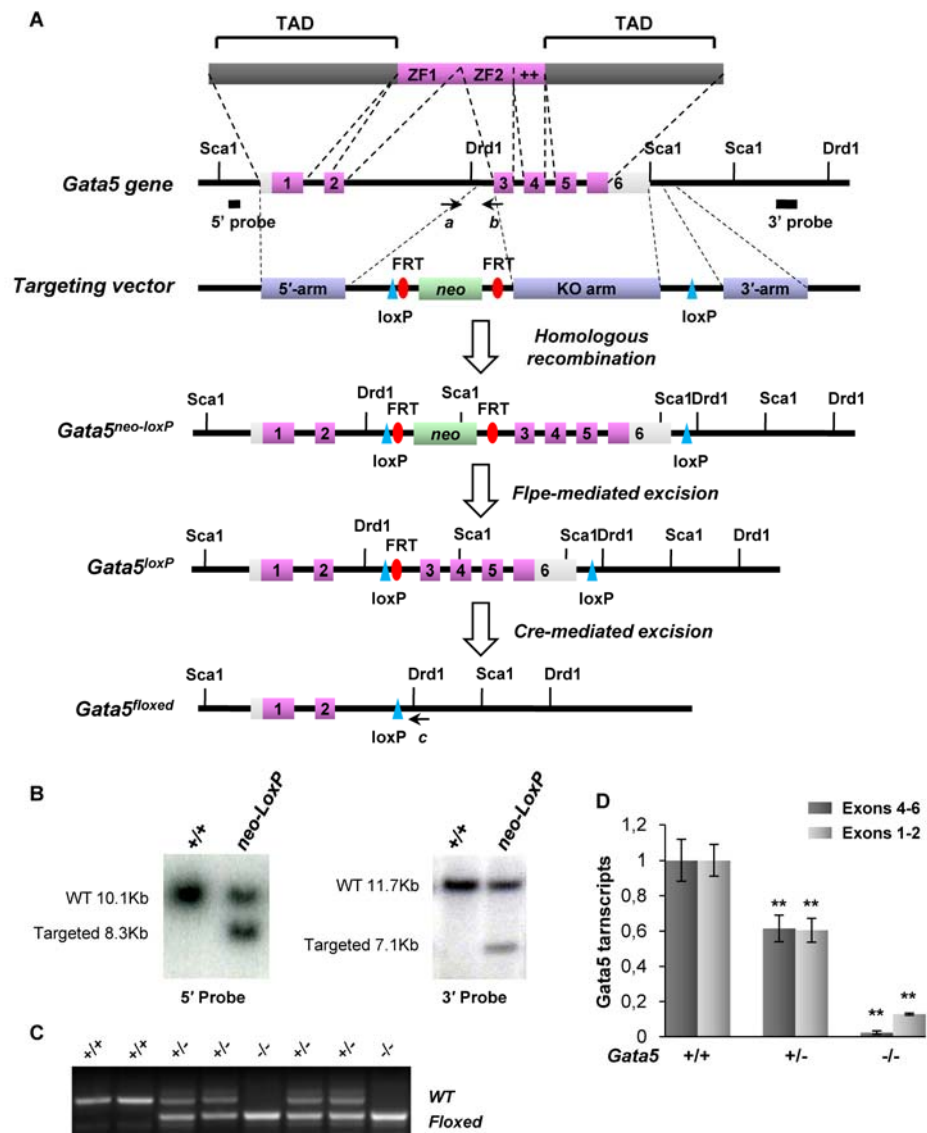 A
TAD TAD
ZF1 ZF2 ++
Sca1 Drd1 Sca1 Sca1 Drd1
Gata5 gene 1 2 3 4 5 6
5' probe a b 3' probe
FRT FRT
Targeting vector 5'-arm neo KO arm 3'-arm
loxP loxP
Homologous
recombination
Sca1 Drd1 FRT Sca1 FRT Sca1 Drd1 Sca1 Drd1
Gata5neo-loxP 1 2 neo 3 4 5 6
loxP loxP
Flpe-mediated excision
Sca1 Drd1 FRT Sca1 Sca1 Drd1 Sca1 Drd1
Gata5loxP 1 2 3 4 5 6
loxP loxP
Cre-mediated excision
Sca1 Drd1 Sca1 Drd1
Gata5floxed 1 2
loxP c
B
+/+ neo-LoxP
WT 10.1Kb
Targeted 8.3Kb
5' Probe
+/+ neo-LoxP
WT 11.7Kb
Targeted 7.1Kb
3' Probe
C
+/+ +/+ +/- +/- -/- +/- +/- -/-
WT
Floxed
D
Exons 4-6
Exons 1-2
Gata5 tarnscripts
1,2
1
0,8
0,6
0,4
0,2
0
** **
** **
Gata5 +/+ +/- -/-